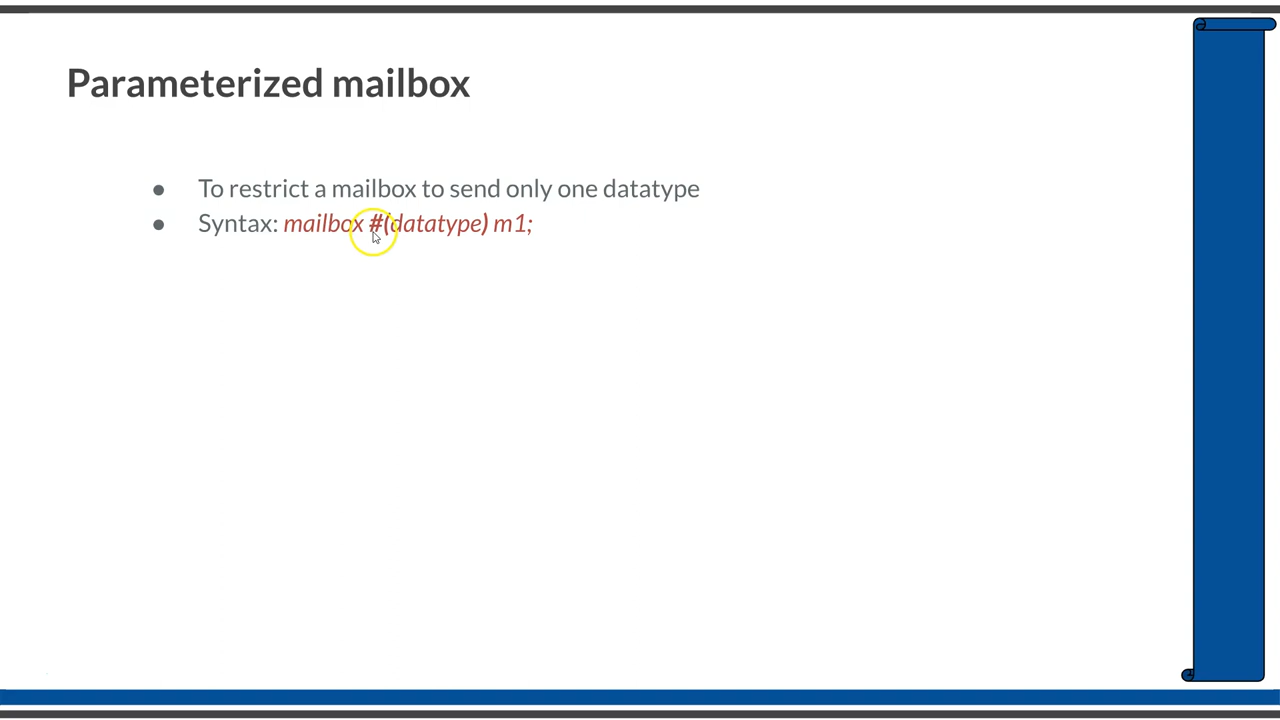 Parameterized mailbox
● To restrict a mailbox to send only one datatype
● Syntax: mailbox #(datatype) m1;